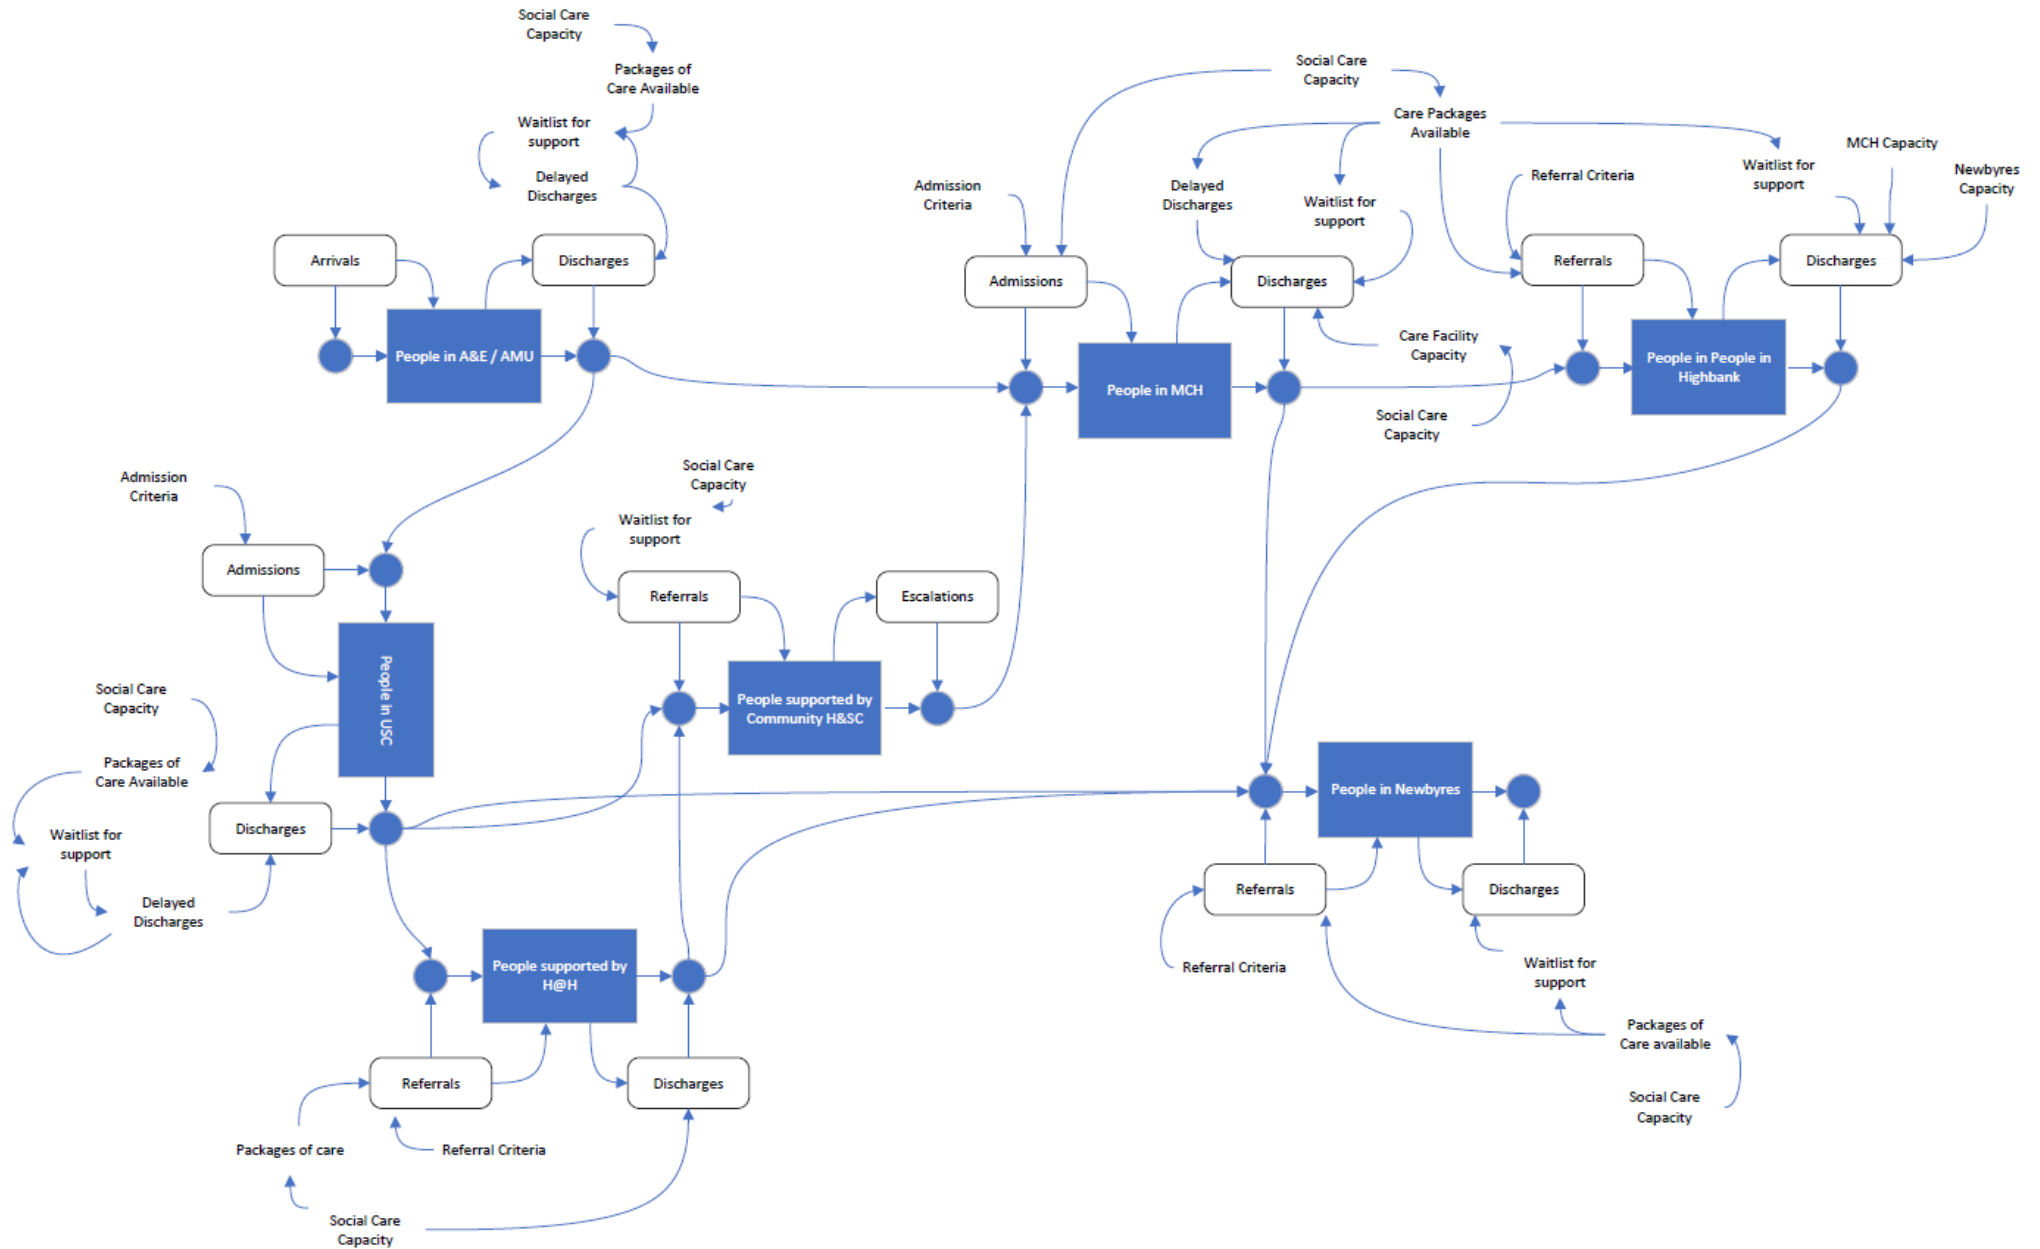 Social Care
Capacity
Packages of
Care Available
Waitlist for
support
Delayed
Discharges
Arrivals
Discharges
People in A&E / AMU
Social Care
Capacity
Care Packages
Available
Admission
Criteria
Delayed
Discharges
Waitlist for
support
Referral Criteria
Waitlist for
support
MCH Capacity
Newbyres
Capacity
Admissions
Discharges
Referrals
Discharges
People in MCH
Care Facility
Capacity
Social Care
Capacity
People in People in
Highbank
Admission
Criteria
Admissions
People in USC
Social Care
Capacity
Packages of
Care Available
Waitlist for
support
Delayed
Discharges
Discharges
Social Care
Capacity
Waitlist for
support
Referrals
Escalations
People supported by
Community H&SC
People supported by
H@H
Referrals
Discharges
Packages of care
Referral Criteria
Social Care
Capacity
People in Newbyres
Referrals
Discharges
Referral Criteria
Waitlist for
support
Packages of
Care available
Social Care
Capacity